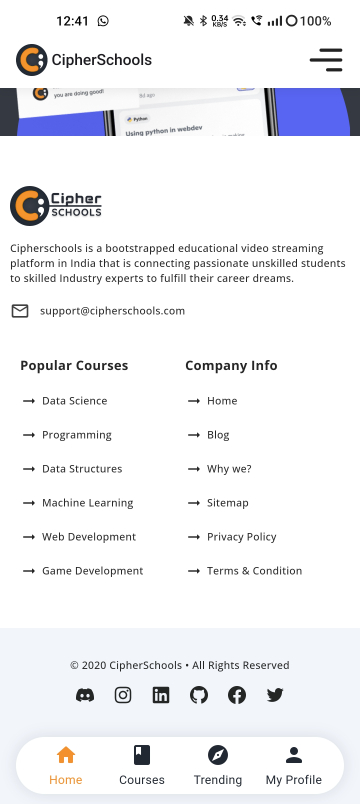 12:41 0.34 KB/S 100%
CipherSchools
you are doing good!
8d ago
Python
Using python in webdev
Cipher
SCHOOLS
Cipherschools is a bootstrapped educational video streaming
platform in India that is connecting passionate unskilled students
to skilled Industry experts to fulfill their career dreams.
support@cipherschools.com
Popular Courses
Data Science
Programming
Data Structures
Machine Learning
Web Development
Game Development
Company Info
Home
Blog
Why we?
Sitemap
Privacy Policy
Terms & Condition
© 2020 CipherSchools • All Rights Reserved
Home Courses Trending My Profile